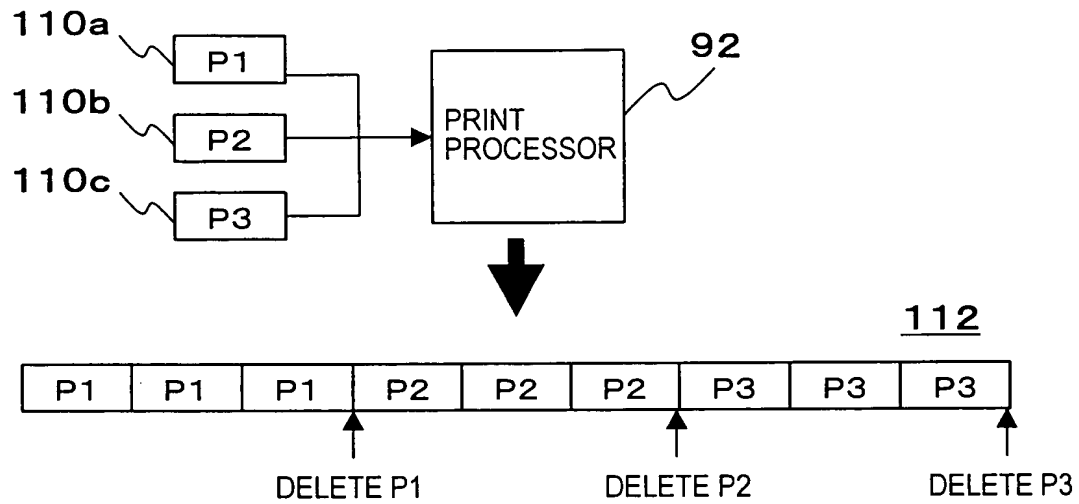 110a
P1
92
110b
P2
PRINT
PROCESSOR
110c
P3
112
P1 P1 P1 P2 P2 P2 P3 P3 P3
DELETE P1 DELETE P2 DELETE P3